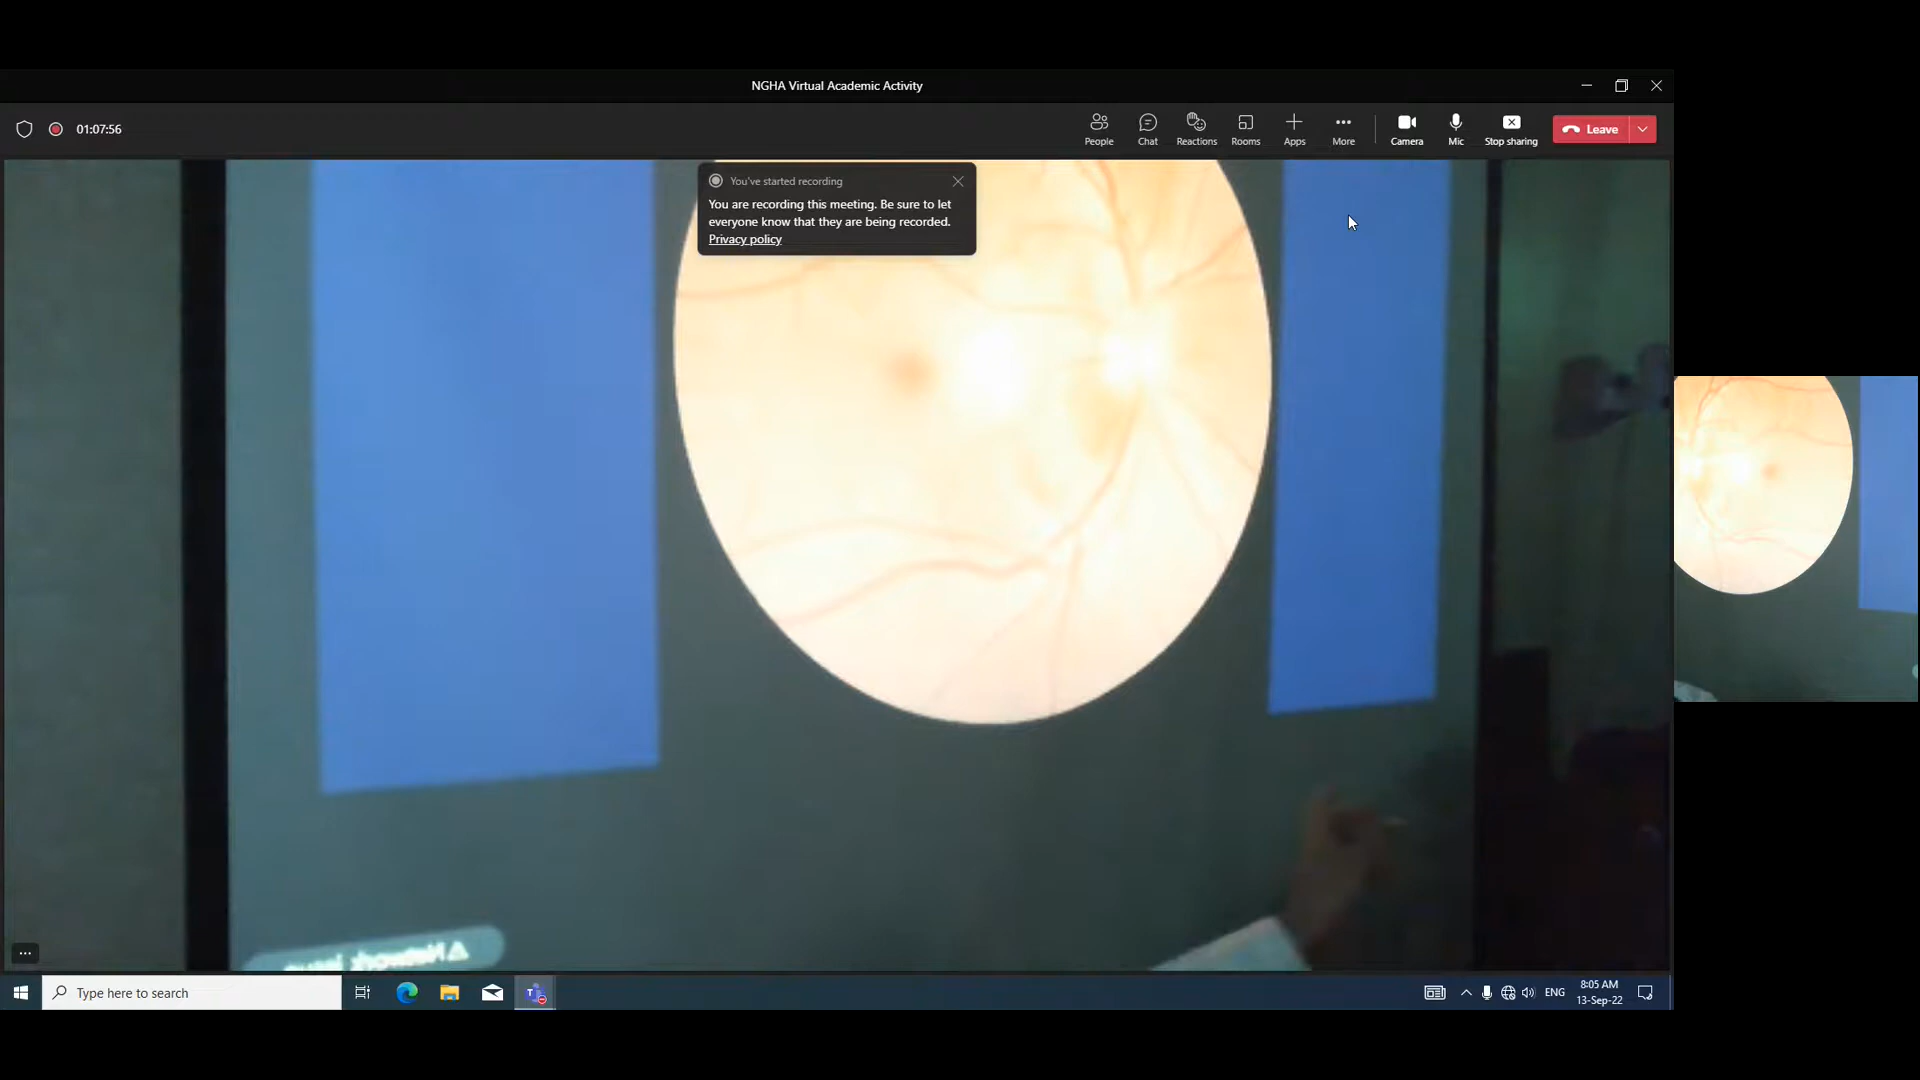 NGHA Virtual Academic Activity
01:07:56
People Chat Reactions Rooms Apps More Camera Mic Stop sharing Leave
You've started recording
You are recording this meeting. Be sure to let
everyone know that they are being recorded.
Privacy policy
Network issue
Type here to search
ENG
8:05 AM
13-Sep-22